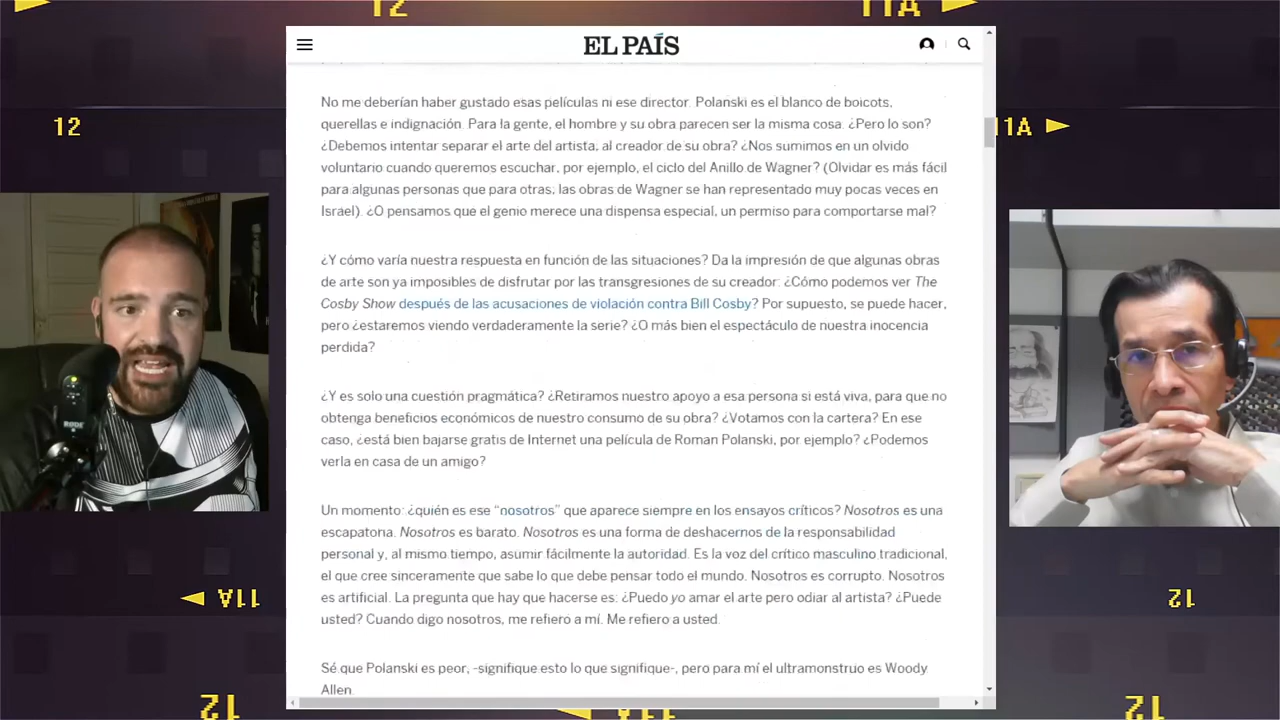 12
11A
EL PAÍS
12
11A
No me deberían haber gustado esas películas ni ese director. Polanski es el blanco de boicots,
querellas e indignación. Para la gente, el hombre y su obra parecen ser la misma cosa. ¿Pero lo son?
¿Debemos intentar separar el arte del artista, al creador de su obra? ¿Nos sumimos en un olvido
voluntario cuando queremos escuchar, por ejemplo, el ciclo del Anillo de Wagner? (Olvidar es más fácil
para algunas personas que para otras; las obras de Wagner se han representado muy pocas veces en
Israel). ¿O pensamos que el genio merece una dispensa especial, un permiso para comportarse mal?
¿Y cómo varía nuestra respuesta en función de las situaciones? Da la impresión de que algunas obras
de arte son ya imposibles de disfrutar por las transgresiones de su creador: ¿Cómo podemos ver The
Cosby Show después de las acusaciones de violación contra Bill Cosby? Por supuesto, se puede hacer,
pero ¿estaremos viendo verdaderamente la serie? ¿O más bien el espectáculo de nuestra inocencia
perdida?
¿Y es solo una cuestión pragmática? ¿Retiramos nuestro apoyo a esa persona si está viva, para que no
obtenga beneficios económicos de nuestro consumo de su obra? ¿Votamos con la cartera? En ese
caso, ¿está bien bajarse gratis de Internet una película de Roman Polanski, por ejemplo? ¿Podemos
verla en casa de un amigo?
Un momento: ¿quién es ese “nosotros” que aparece siempre en los ensayos críticos? Nosotros es una
escapatoria. Nosotros es barato. Nosotros es una forma de deshacernos de la responsabilidad
personal y, al mismo tiempo, asumir fácilmente la autoridad. Es la voz del crítico masculino tradicional,
el que cree sinceramente que sabe lo que debe pensar todo el mundo. Nosotros es corrupto. Nosotros
es artificial. La pregunta que hay que hacerse es: ¿Puedo yo amar el arte pero odiar al artista? ¿Puede
usted? Cuando digo nosotros, me refiero a mí. Me refiero a usted.
Sé que Polanski es peor, -signifique esto lo que signifique-, pero para mí el ultramonstruo es Woody
Allen.
RODE
11A
12
12
11A
12